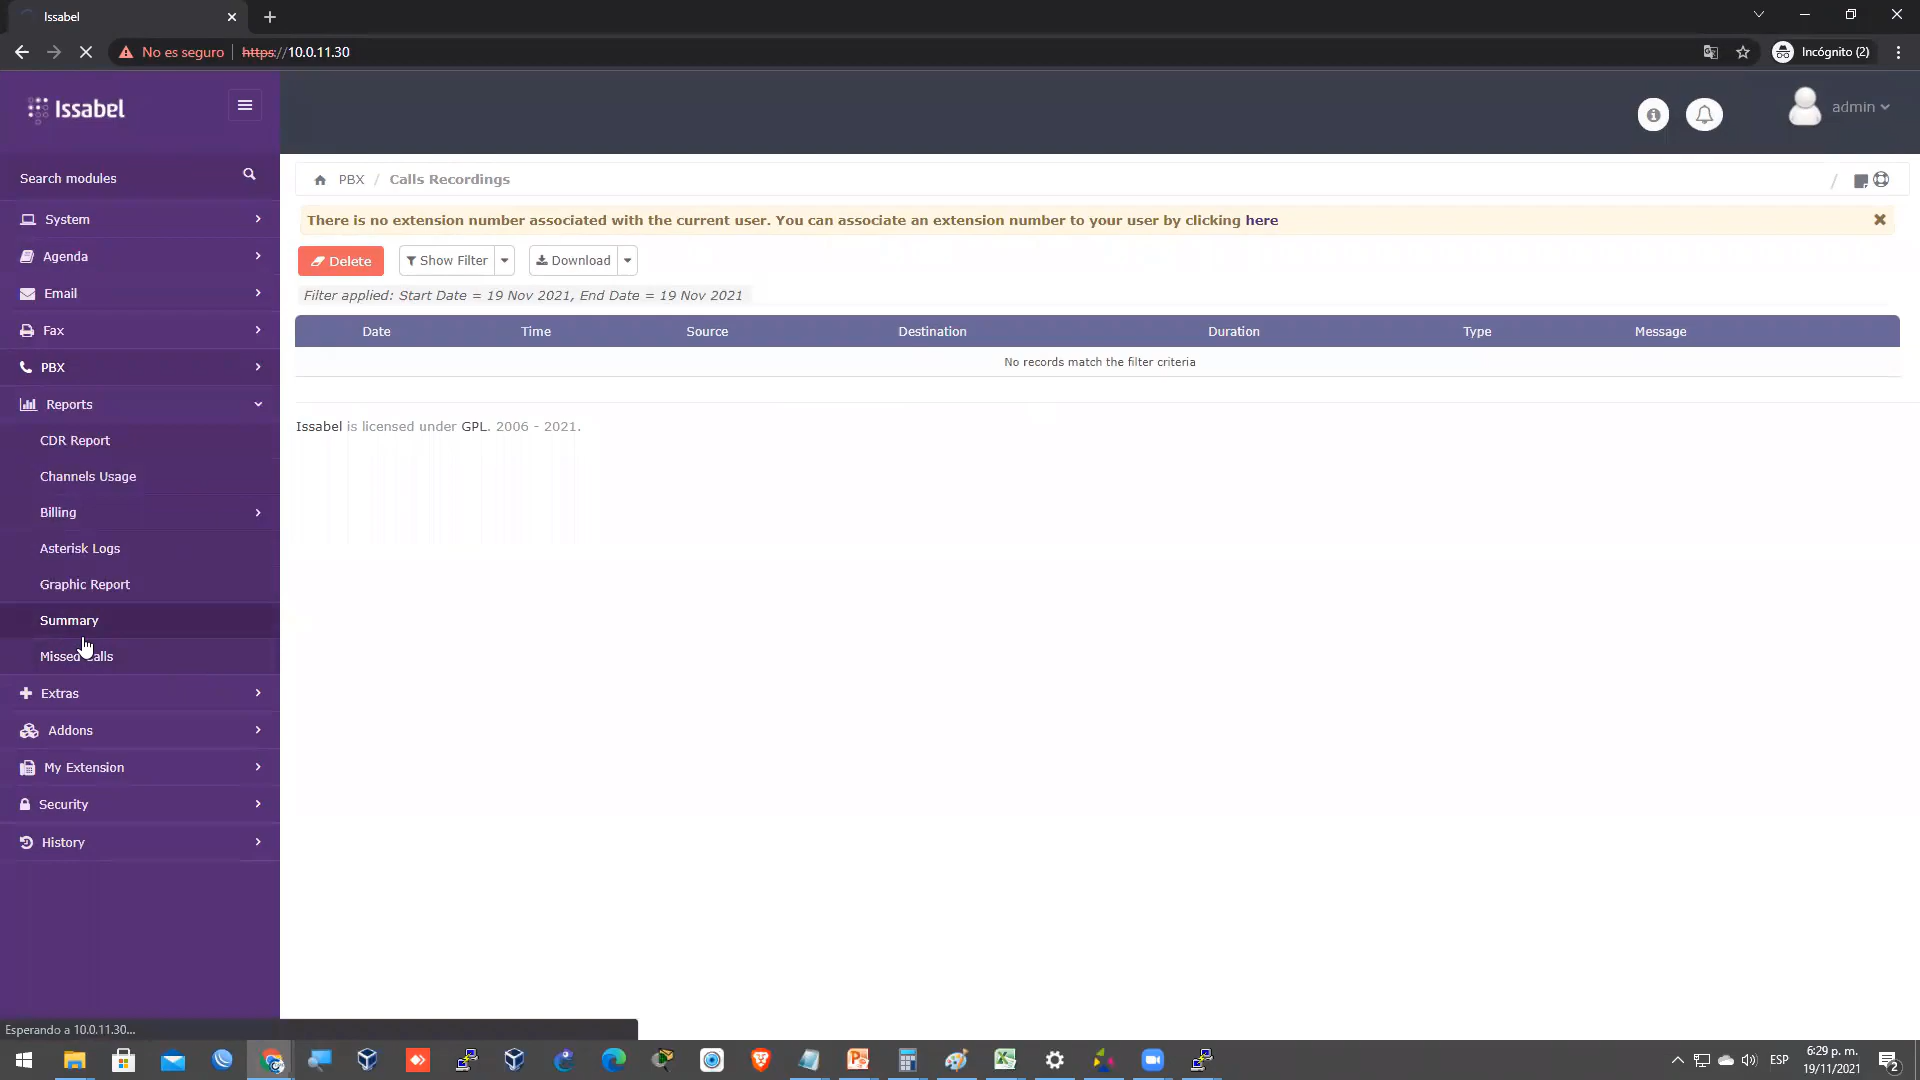 Issabel
No es seguro
https://10.0.11.30
Incógnito (2)
Issabel
admin
Search modules
System
Agenda
Email
Fax
PBX
Reports
CDR Report
Channels Usage
Billing
Asterisk Logs
Graphic Report
Summary
Missed Calls
Extras
Addons
My Extension
Security
History
PBX / Calls Recordings /
There is no extension number associated with the current user. You can associate an extension number to your user by clicking here
Delete Show Filter Download
Filter applied: Start Date = 19 Nov 2021, End Date = 19 Nov 2021
Date Time Source Destination Duration Type Message
No records match the filter criteria
Issabel is licensed under GPL. 2006 - 2021.
Esperando a 10.0.11.30...
ESP
6:29 p. m.
19/11/2021
2